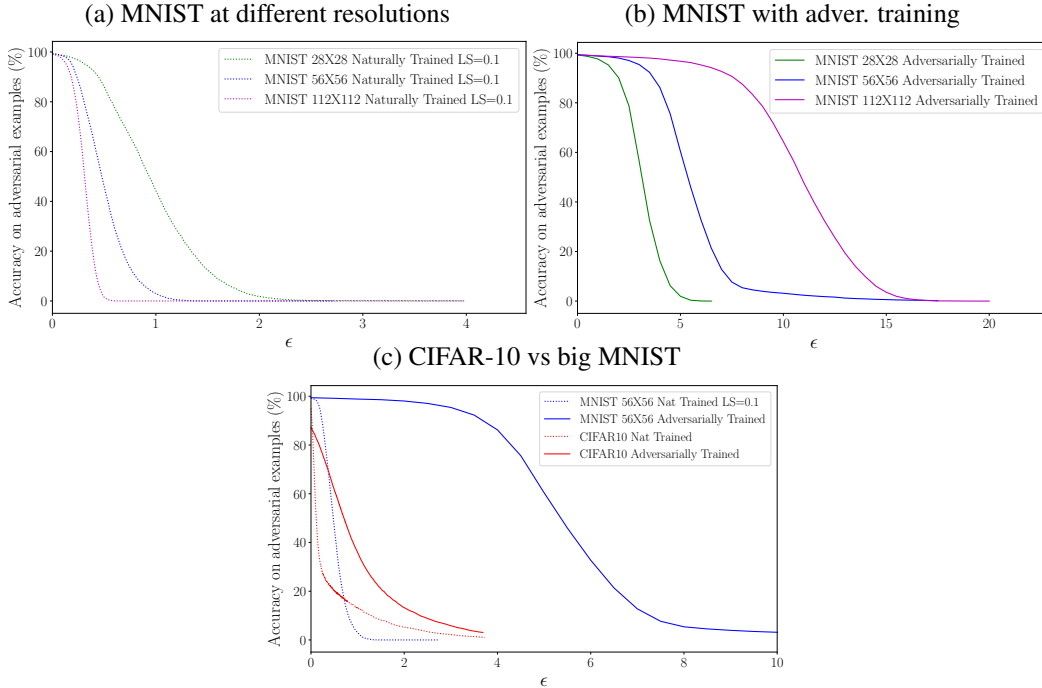 (a) MNIST at different resolutions
Accuracy on adversarial examples (%)
100
80
60
40
20
0
MNIST 28X28 Naturally Trained LS=0.1
MNIST 56X56 Naturally Trained LS=0.1
MNIST 112X112 Naturally Trained LS=0.1
0 1 2 3 4
ϵ
(b) MNIST with adver. training
Accuracy on adversarial examples (%)
100
80
60
40
20
0
MNIST 28X28 Adversarially Trained
MNIST 56X56 Adversarially Trained
MNIST 112X112 Adversarially Trained
0 5 10 15 20
ϵ
(c) CIFAR-10 vs big MNIST
Accuracy on adversarial examples (%)
100
80
60
40
20
0
MNIST 56X56 Nat Trained LS=0.1
MNIST 56X56 Adversarially Trained
CIFAR10 Nat Trained
CIFAR10 Adversarially Trained
0 2 4 6 8 10
ϵ